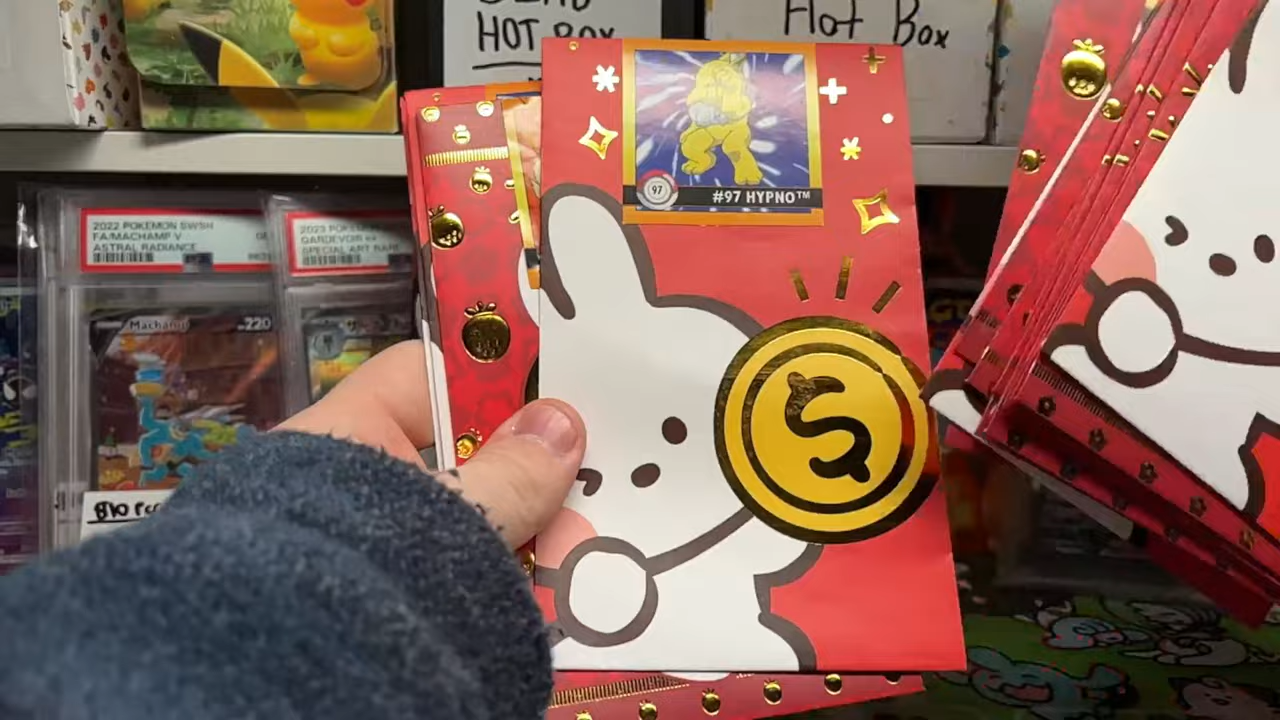 HOT BOX
Hot Box
97
#97 HYPNO™
2022 POKEMON SWSH
FA/MACHAMP V
ASTRAL RADIANCE
2023 POKEMON
GARDEVOIR ex
SPECIAL ART RARE
Machamp
220
$